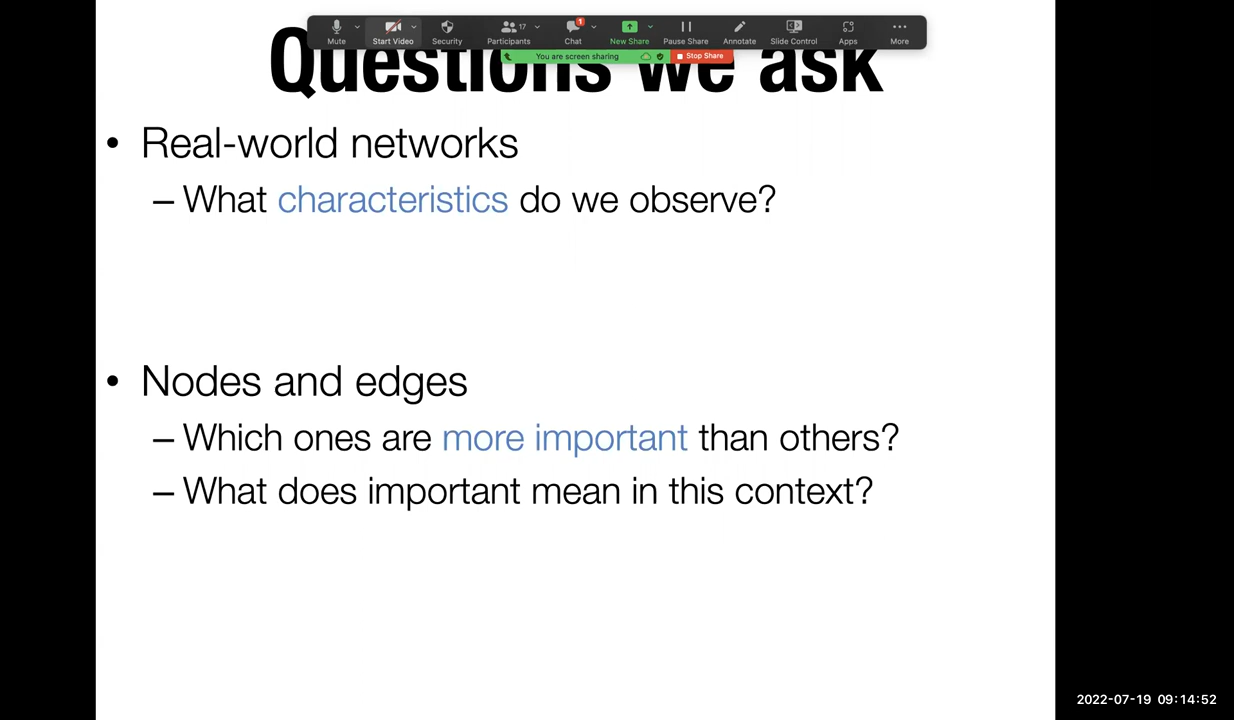 Mute
Start Video
Security
17
Participants
1
Chat
New Share
Pause Share
Annotate
Slide Control
Apps
More
You are screen sharing
Stop Share
Questions we ask
• Real-world networks
– What characteristics do we observe?
• Nodes and edges
– Which ones are more important than others?
– What does important mean in this context?
2022-07-19 09:14:52